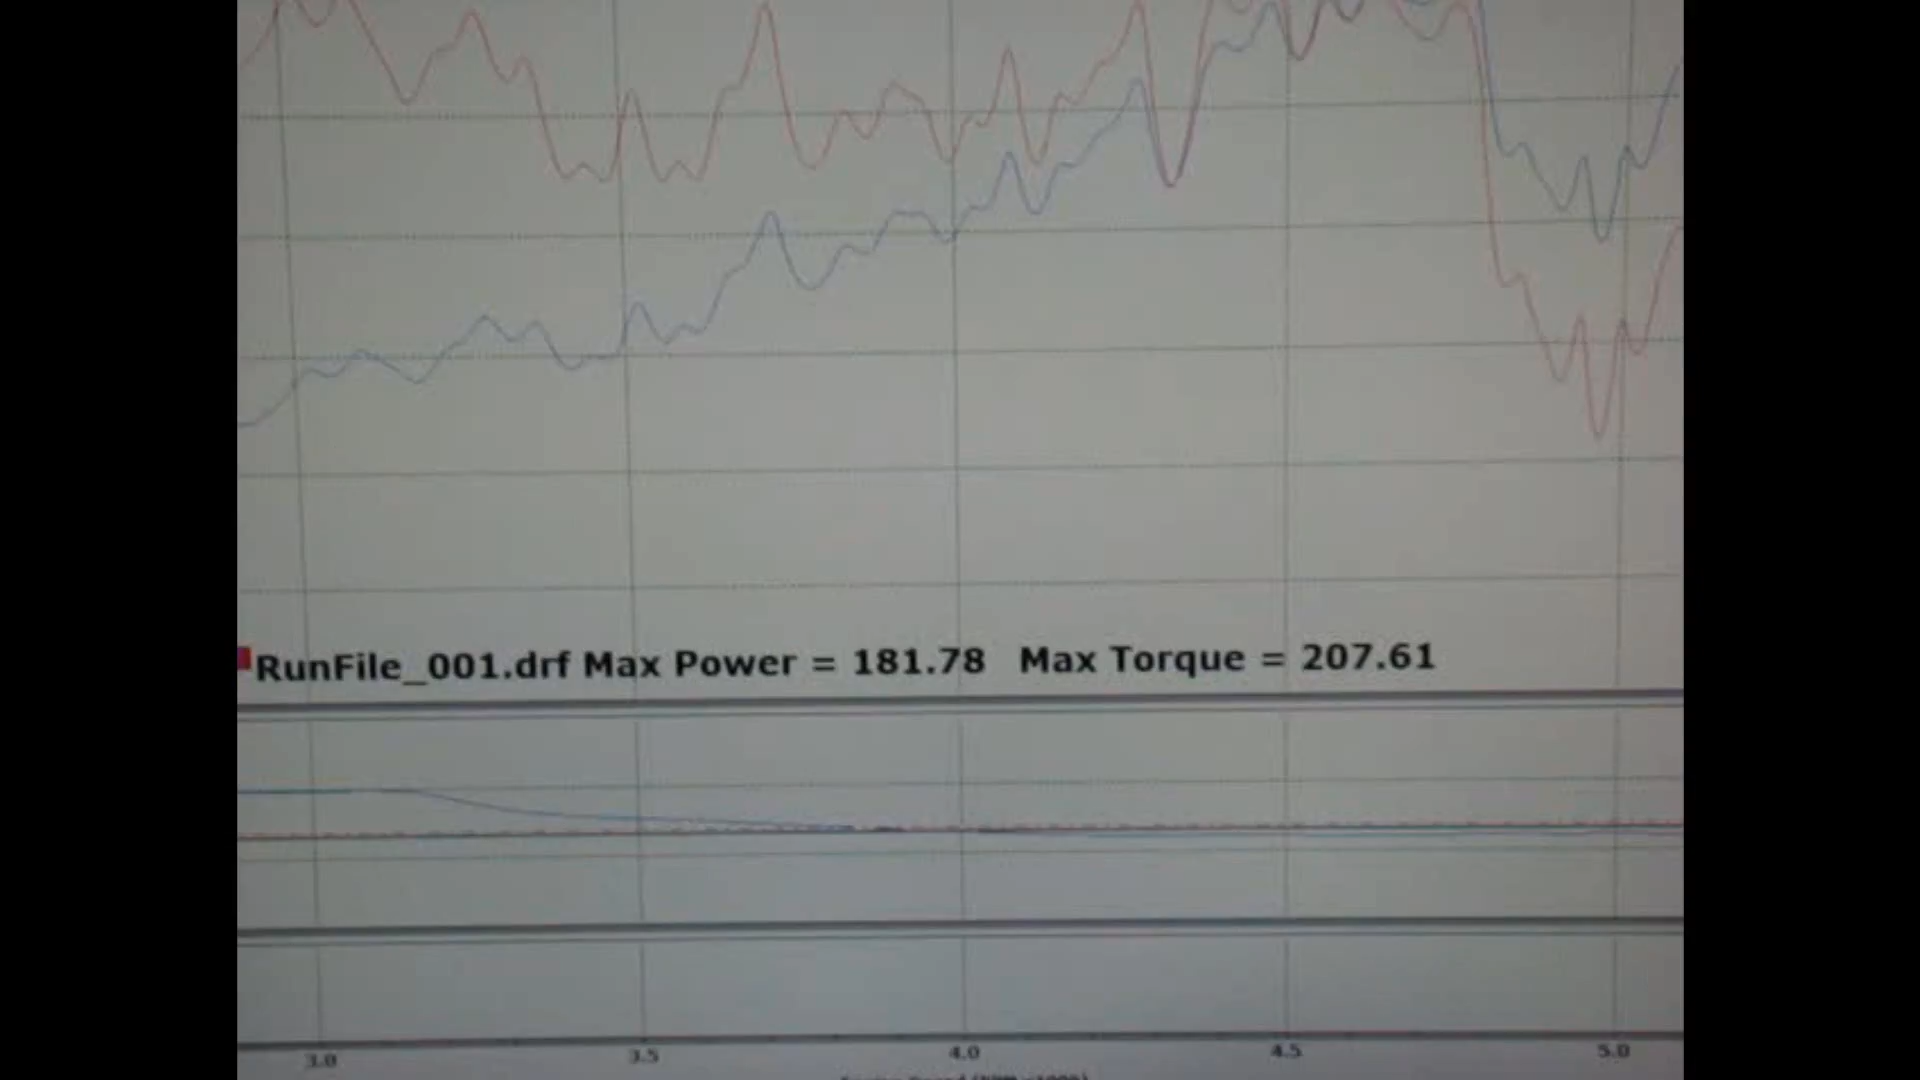 RunFile_001.drf Max Power = 181.78 Max Torque = 207.61
3.0 3.5 4.0 4.5 5.0